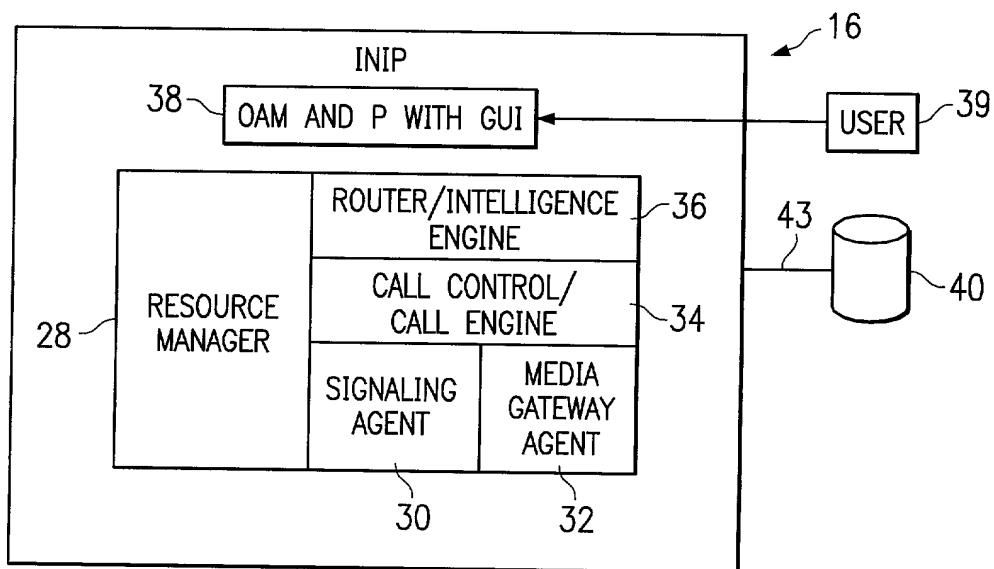 16
INIP
38
OAM AND P WITH GUI
USER
39
ROUTER/INTELLIGENCE
ENGINE
36
43
40
CALL CONTROL/
CALL ENGINE
34
28
RESOURCE
MANAGER
SIGNALING
AGENT
MEDIA
GATEWAY
AGENT
30
32